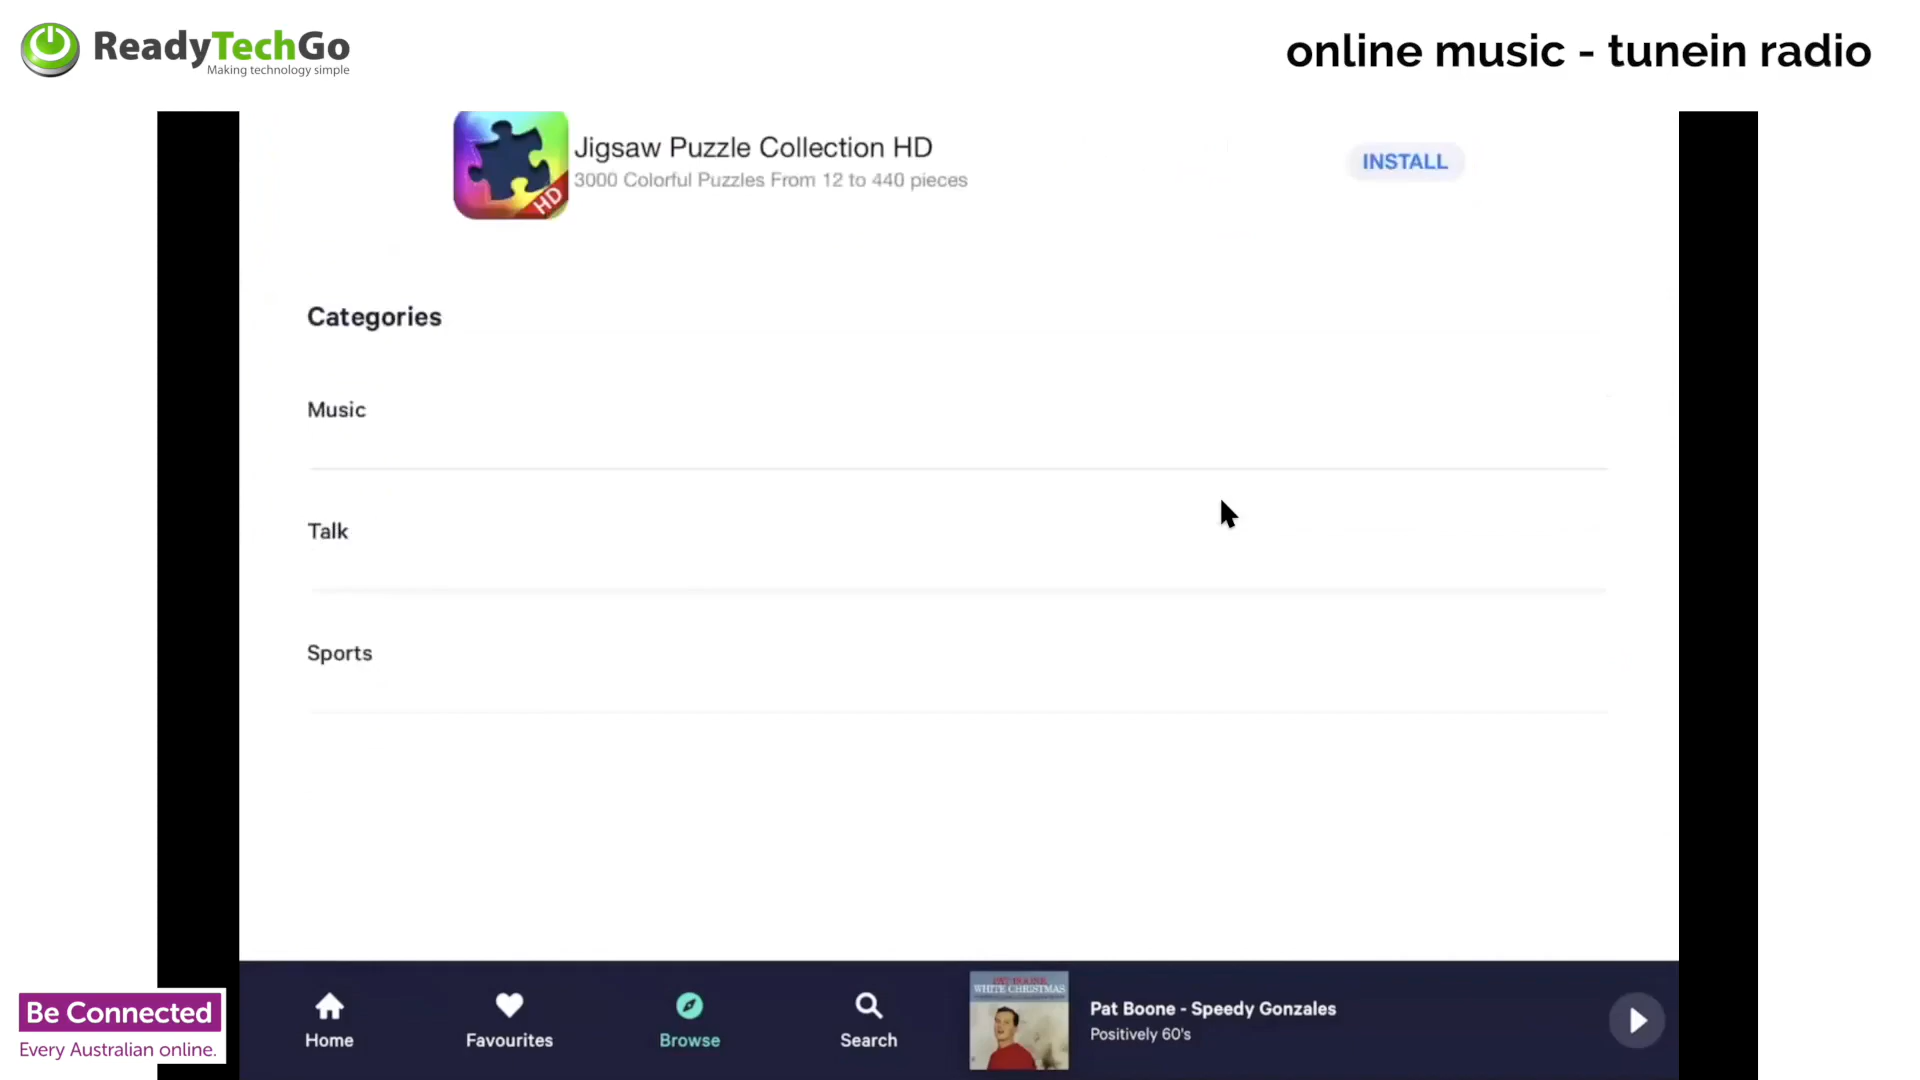 ReadyTechGo
Making technology simple
online music - tunein radio
HD
Jigsaw Puzzle Collection HD
3000 Colorful Puzzles From 12 to 440 pieces
INSTALL
Categories
Music
Talk
Sports
Home
Favourites
Browse
Search
WHITE CHRISTMAS
Pat Boone - Speedy Gonzales
Positively 60's
Be Connected
Every Australian online.